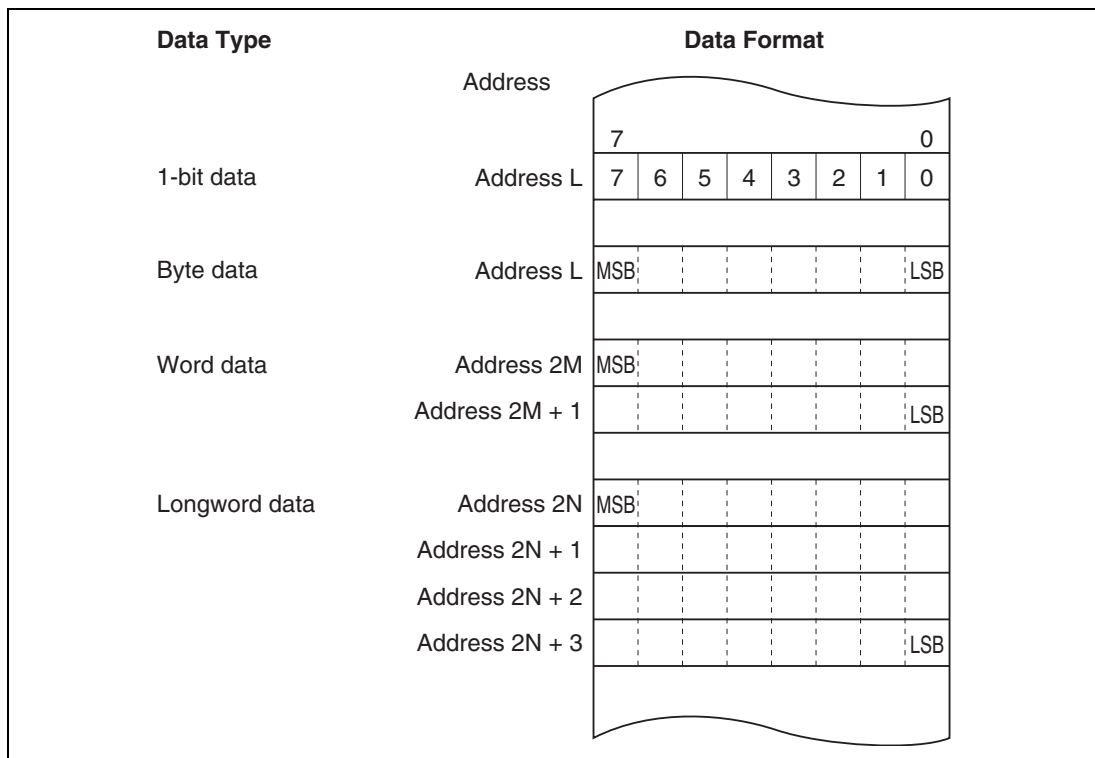 Data Type Data Format
Address
7 0
1-bit data Address L 7 6 5 4 3 2 1 0
Byte data Address L MSB LSB
Word data Address 2M MSB
Address 2M + 1 LSB
Longword data Address 2N MSB
Address 2N + 1
Address 2N + 2
Address 2N + 3 LSB